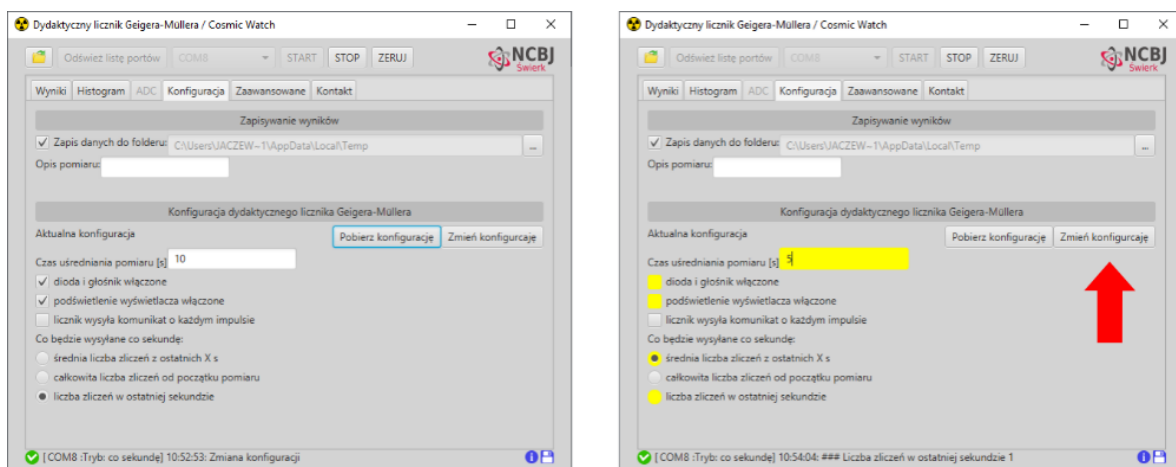 Dydaktyczny licznik Geigera-Müllera / Cosmic Watch
Odśwież listę portów COM8 START STOP ZERUJ
NCBJ
Świerk
Wyniki Histogram ADC Konfiguracja Zaawansowane Kontakt
Zapisywanie wyników
Zapis danych do folderu: C:\Users\JACZEW~1\AppData\Local\Temp ...
Opis pomiaru:
Konfiguracja dydaktycznego licznika Geigera-Müllera
Aktualna konfiguracja Pobierz konfigurację Zmień konfigurcaję
Czas uśredniania pomiaru [s] 10
dioda i głośnik włączone
podświetlenie wyświetlacza włączone
licznik wysyła komunikat o każdym impulsie
Co będzie wysyłane co sekundę:
średnia liczba zliczeń z ostatnich X s
całkowita liczba zliczeń od początku pomiaru
liczba zliczeń w ostatniej sekundzie
[ COM8 :Tryb: co sekundę] 10:52:53: Zmiana konfiguracji
Dydaktyczny licznik Geigera-Müllera / Cosmic Watch
Odśwież listę portów COM8 START STOP ZERUJ
NCBJ
Świerk
Wyniki Histogram ADC Konfiguracja Zaawansowane Kontakt
Zapisywanie wyników
Zapis danych do folderu: C:\Users\JACZEW~1\AppData\Local\Temp ...
Opis pomiaru:
Konfiguracja dydaktycznego licznika Geigera-Müllera
Aktualna konfiguracja Pobierz konfigurację Zmień konfigurcaję
Czas uśredniania pomiaru [s] 5
dioda i głośnik włączone
podświetlenie wyświetlacza włączone
licznik wysyła komunikat o każdym impulsie
Co będzie wysyłane co sekundę:
średnia liczba zliczeń z ostatnich X s
całkowita liczba zliczeń od początku pomiaru
liczba zliczeń w ostatniej sekundzie
[ COM8 :Tryb: co sekundę] 10:54:04: ### Liczba zliczeń w ostatniej sekundzie 1